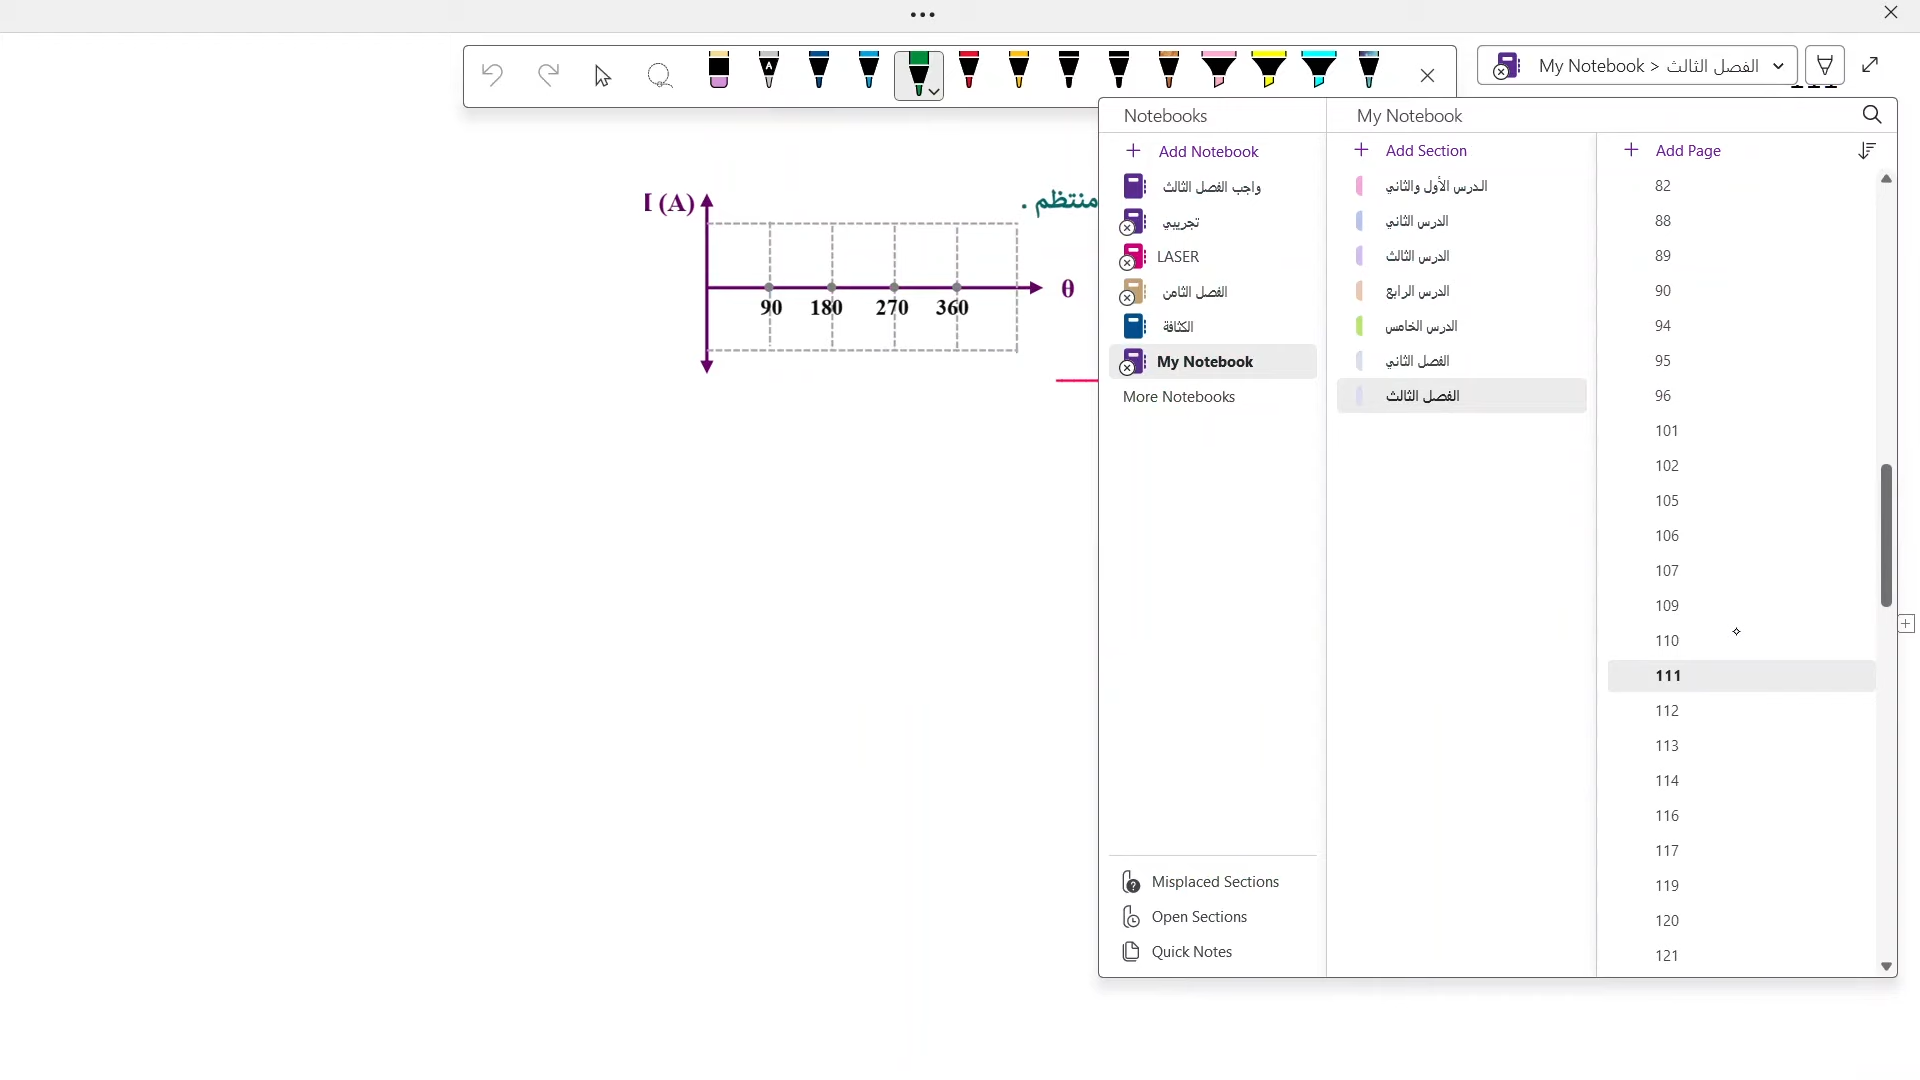 My Notebook > الفصل الثالث
Notebooks
Add Notebook
واجب الفصل الثالث
تجريبي
LASER
الفصل الثامن
الكثافة
My Notebook
More Notebooks
Misplaced Sections
Open Sections
Quick Notes
My Notebook
Add Section
الدرس الأول والثاني
الدرس الثاني
الدرس الثالث
الدرس الرابع
الدرس الخامس
الفصل الثاني
الفصل الثالث
Add Page
82
88
89
90
94
95
96
101
102
105
106
107
109
110
111
112
113
114
116
117
119
120
121
منتظم .
I (A)
θ
90 180 270 360